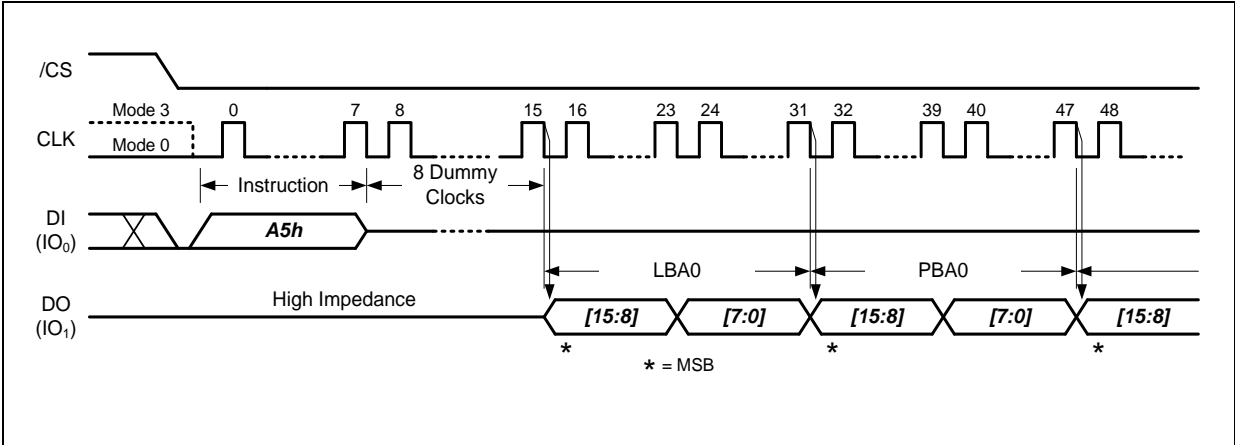 /CS
Mode 3 0 7 8 15 16 23 24 31 32 39 40 47 48
CLK
Mode 0
Instruction 8 Dummy
Clocks
DI
(IO0)
A5h
LBA0 PBA0
DO
(IO1)
High Impedance [15:8] [7:0] [15:8] [7:0] [15:8]
* * *
* = MSB